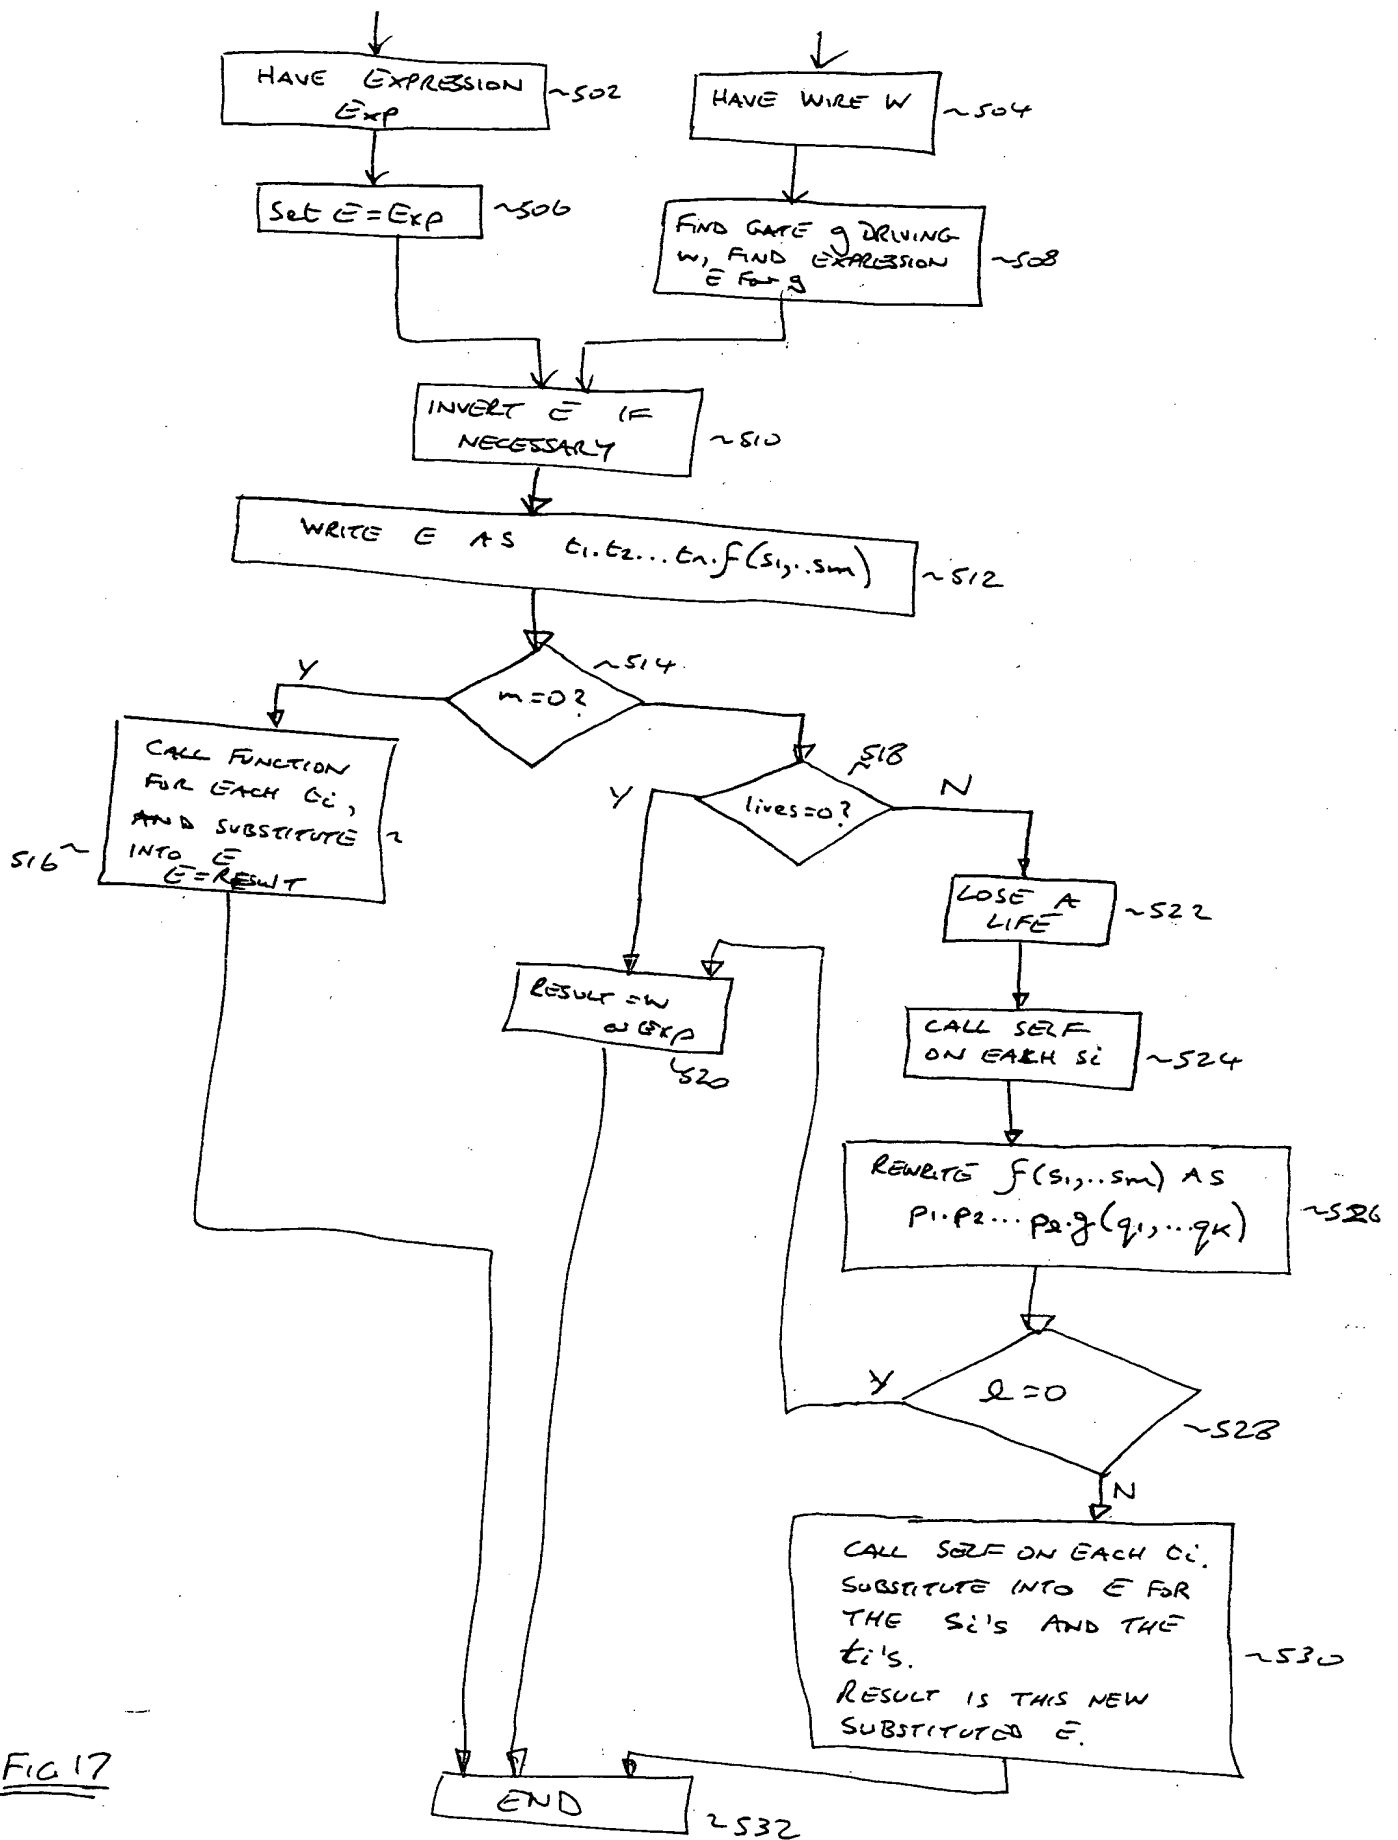 HAVE EXPRESSION
Exp
~502
HAVE WIRE W
~504
Set E = Exp
~506
FIND GATE g DRIVING
W, FIND EXPRESSION
E For g
~508
INVERT E IF
NECESSARY
~510
WRITE E AS t1.t2...tn.f(s1,..sm)
~512
m=0?
~514
Y
CALL FUNCTION
FOR EACH ti,
AND SUBSTITUTE
INTO E
E = RESULT
516~
~
lives=0?
518
~
Y
N
LOSE A
LIFE
~522
RESULT = W
or Exp
~520
CALL SELF
ON EACH si
~524
REWRITE f(s1,..sm) AS
p1.p2...pl.g(q1,...qk)
~526
l=0
~528
Y
N
CALL SELF ON EACH ti.
SUBSTITUTE INTO E FOR
THE si's AND THE
ti's.
RESULT IS THIS NEW
SUBSTITUTED E.
~530
END
~532
FIG 17